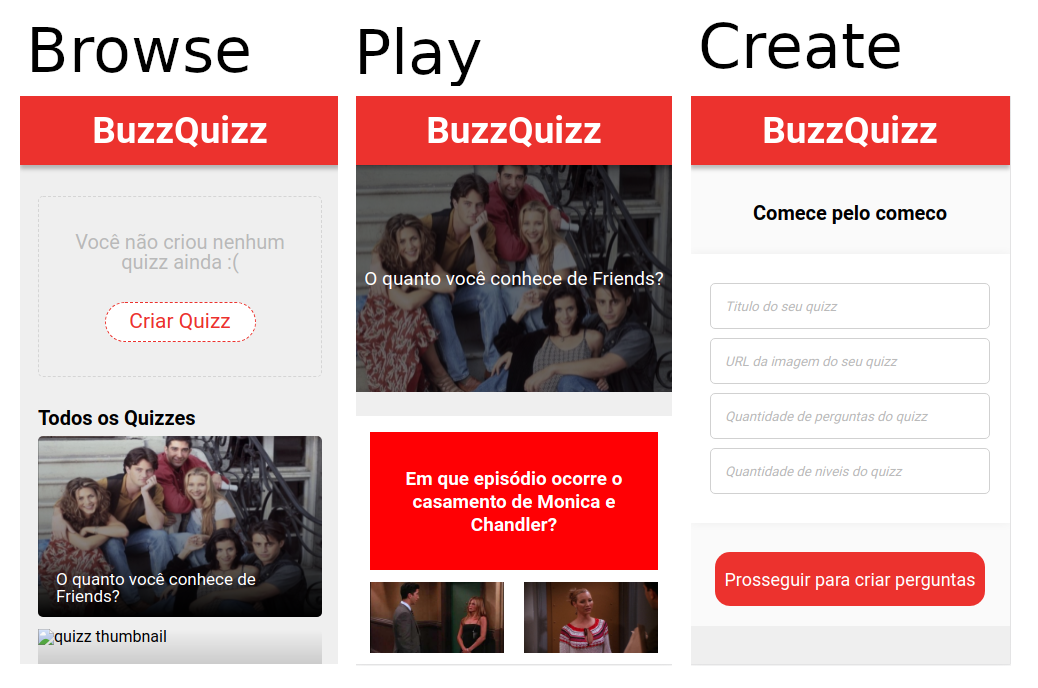 Browse
BuzzQuizz
Você não criou nenhum
quizz ainda :(
Criar Quizz
Todos os Quizzes
O quanto você conhece de
Friends?
quizz thumbnail
Play
BuzzQuizz
O quanto você conhece de Friends?
Em que episódio ocorre o
casamento de Monica e
Chandler?
Create
BuzzQuizz
Comece pelo comeco
Titulo do seu quizz
URL da imagem do seu quizz
Quantidade de perguntas do quizz
Quantidade de niveis do quizz
Prosseguir para criar perguntas